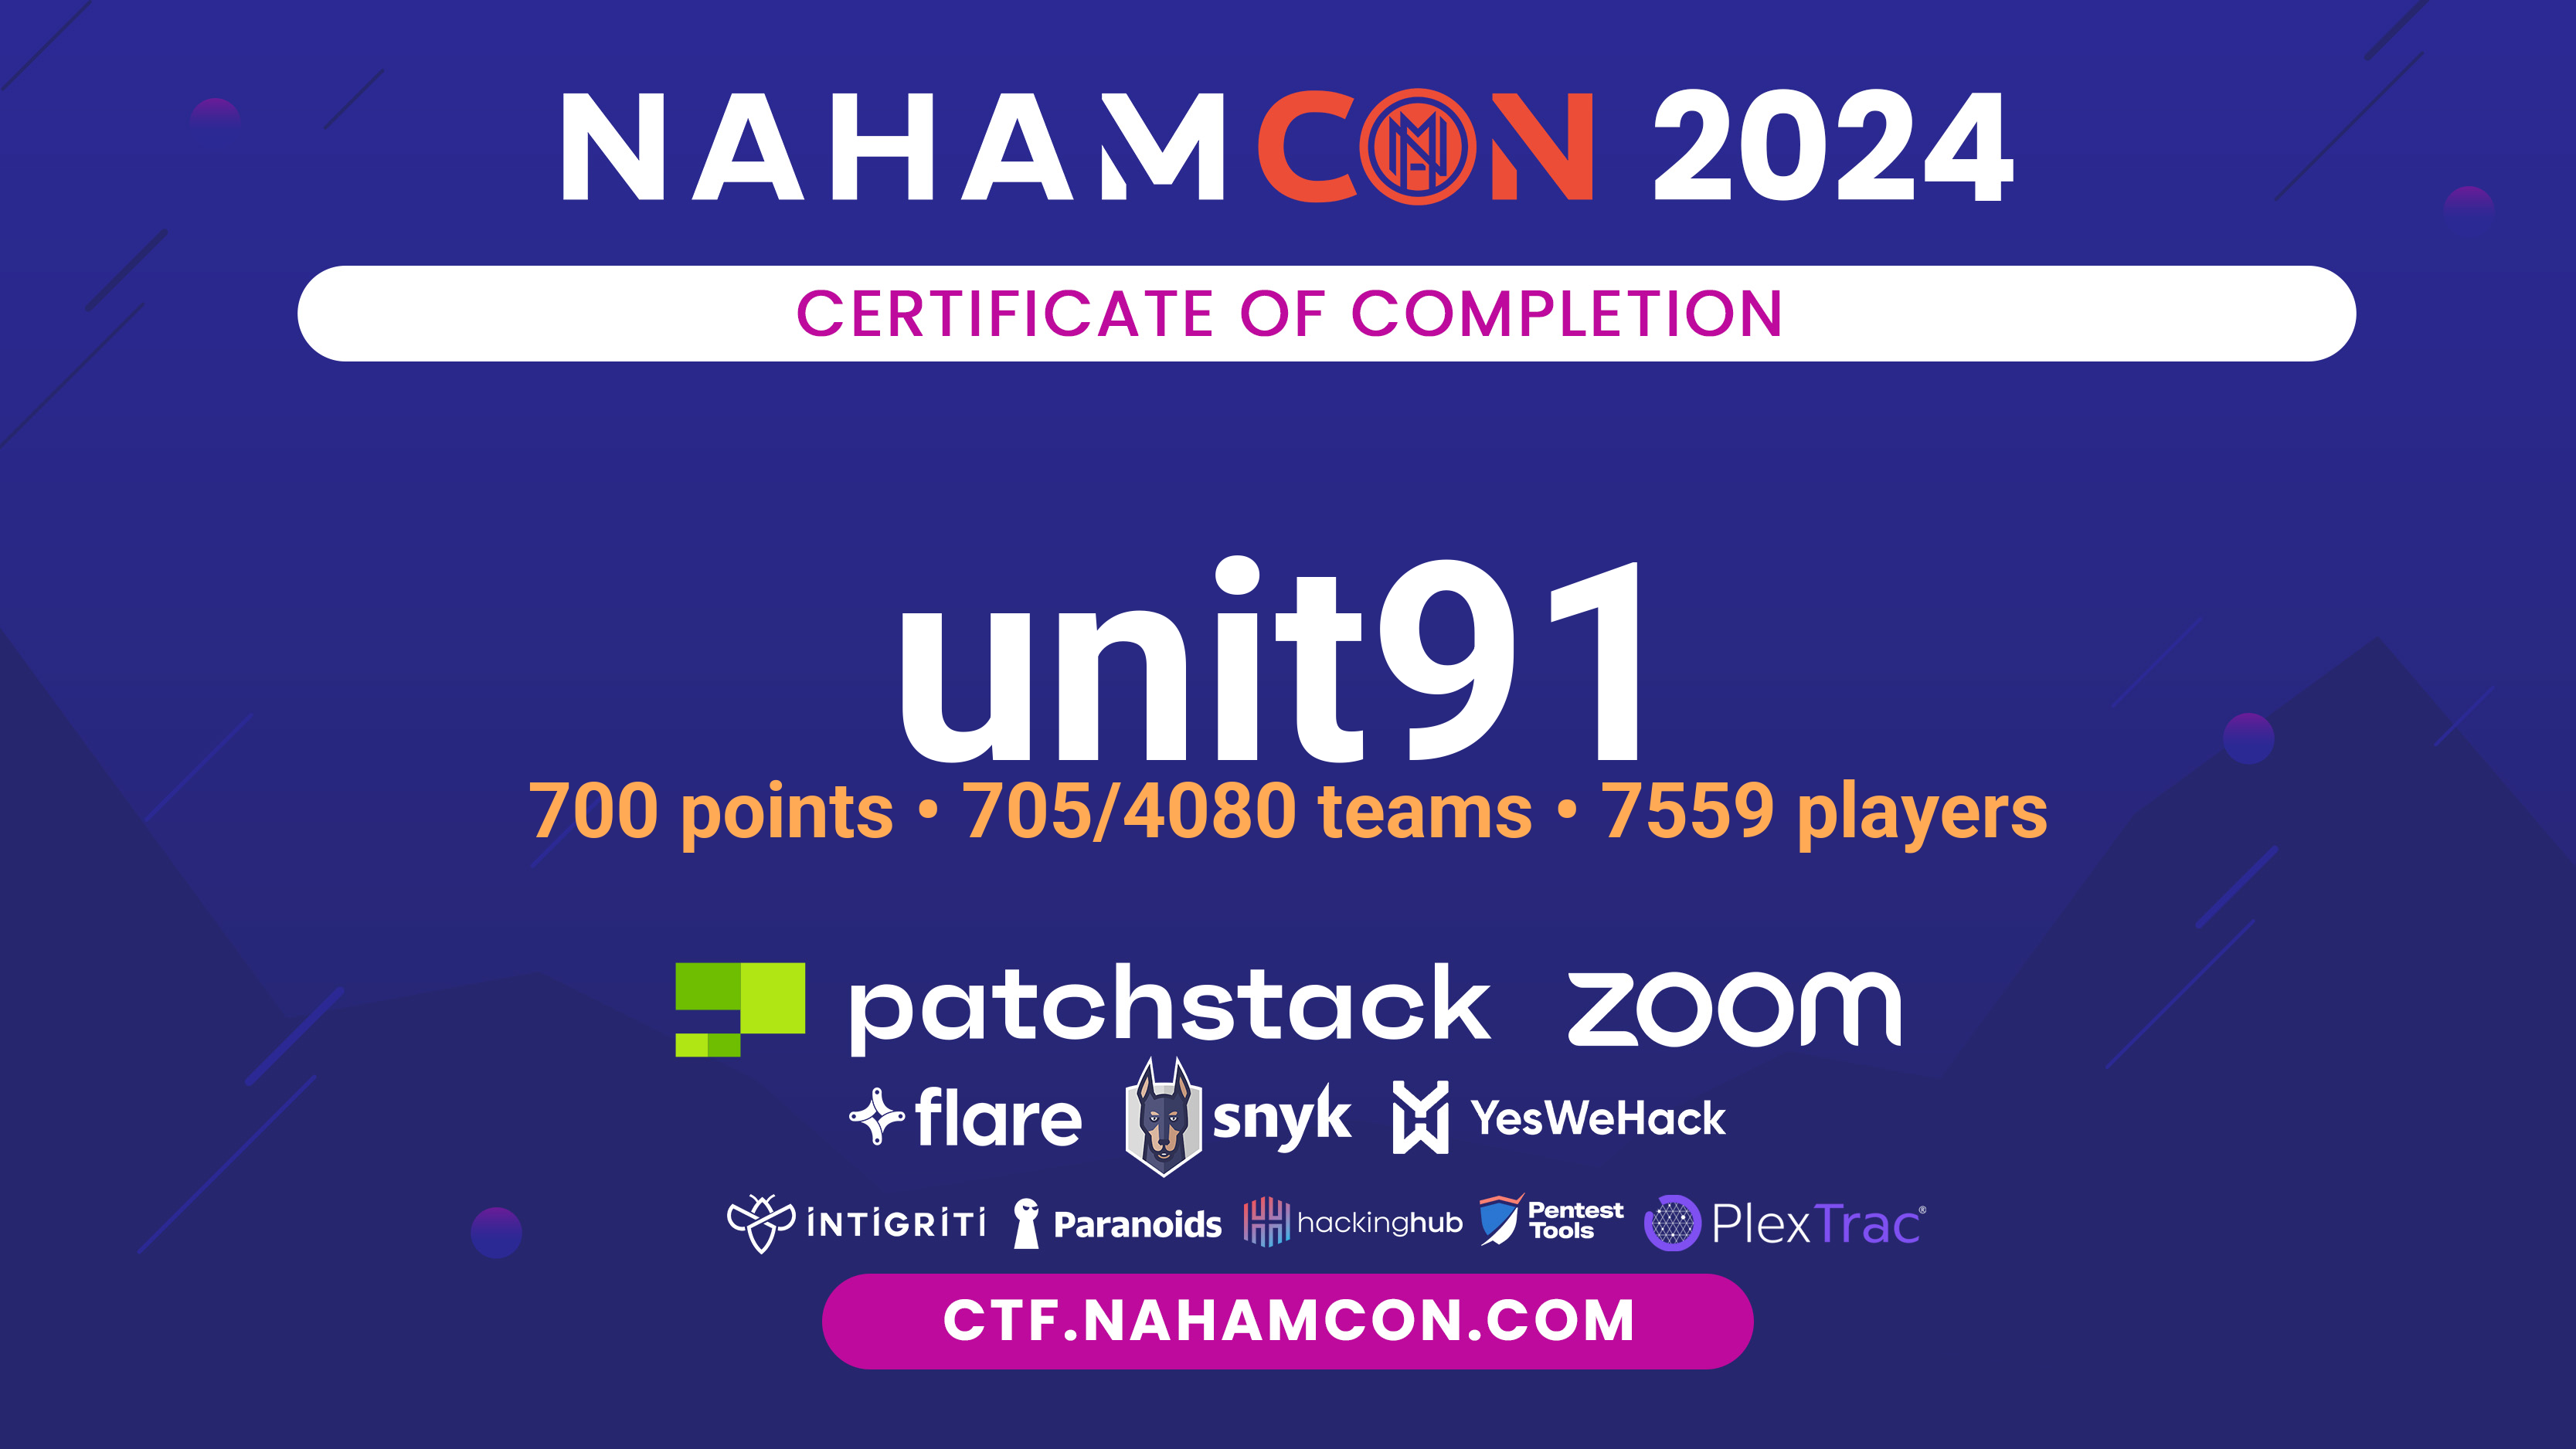 NAHAMCON 2024
CERTIFICATE OF COMPLETION
unit91
700 points • 705/4080 teams • 7559 players
patchstack zoom
flare snyk YesWeHack
INTIGRITI Paranoids hackinghub Pentest Tools PlexTrac®
CTF.NAHAMCON.COM